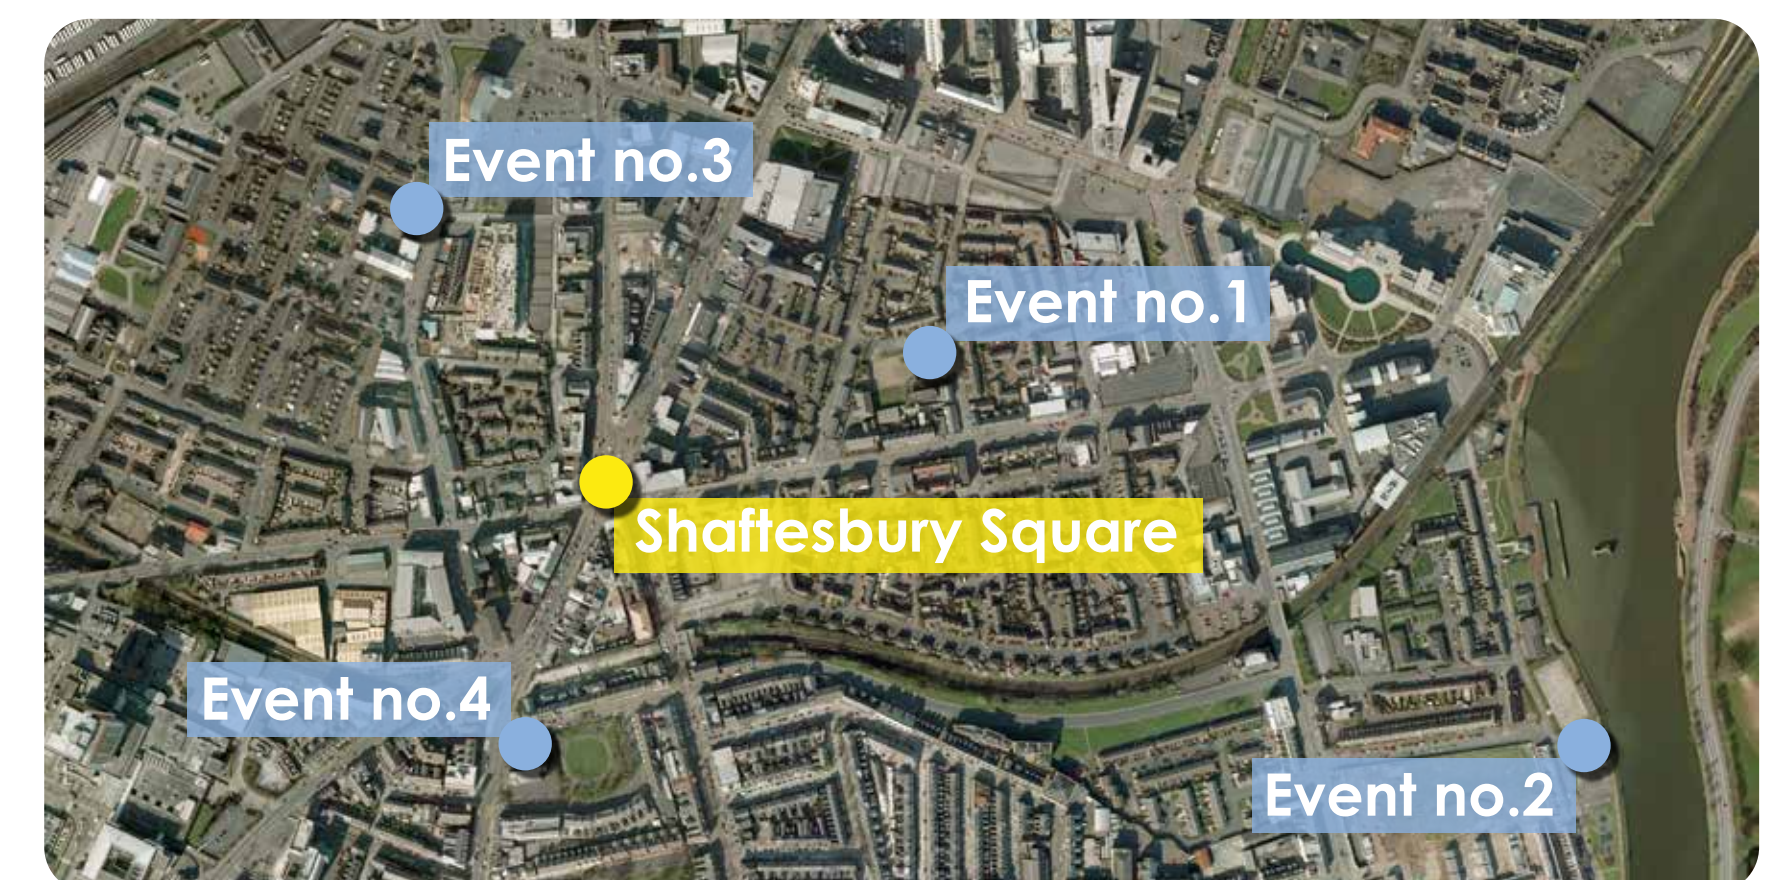 Event no.3
Event no.1
Shaftesbury Square
Event no.4
Event no.2